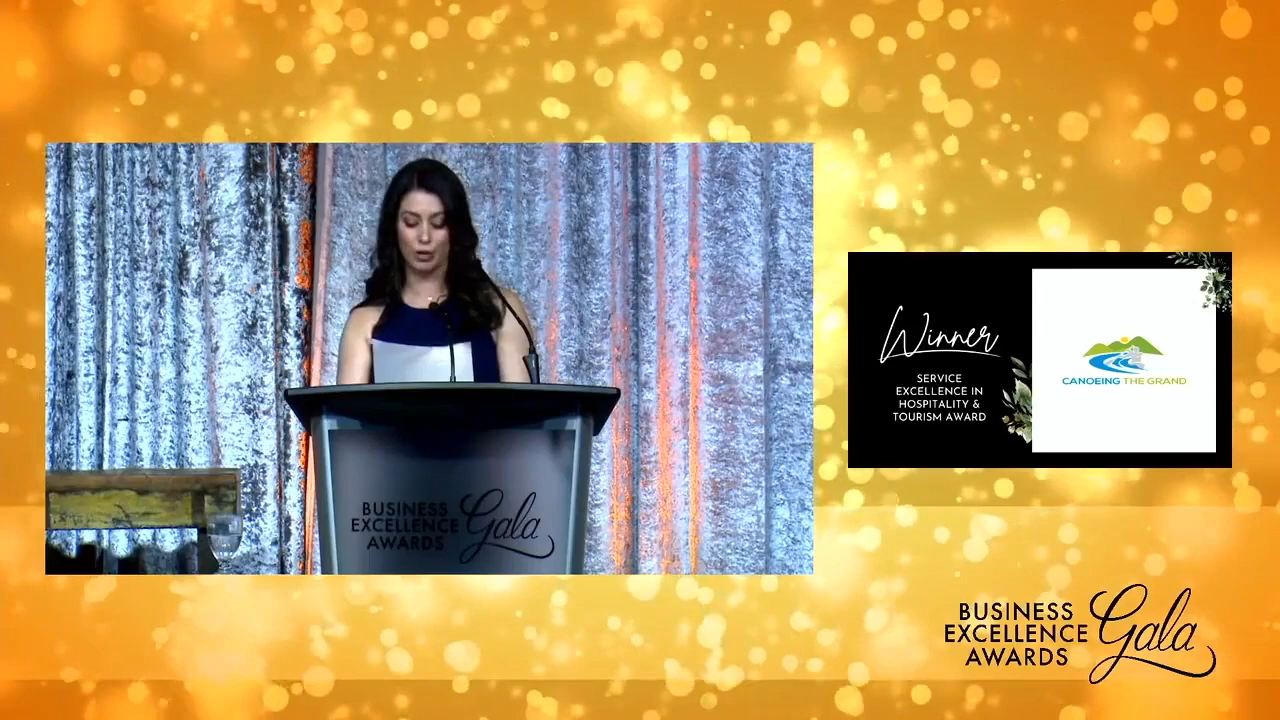 BUSINESS
EXCELLENCE
AWARDS
Gala
Winner
SERVICE
EXCELLENCE IN
HOSPITALITY &
TOURISM AWARD
CANOEING THE GRAND
BUSINESS
EXCELLENCE
AWARDS
Gala